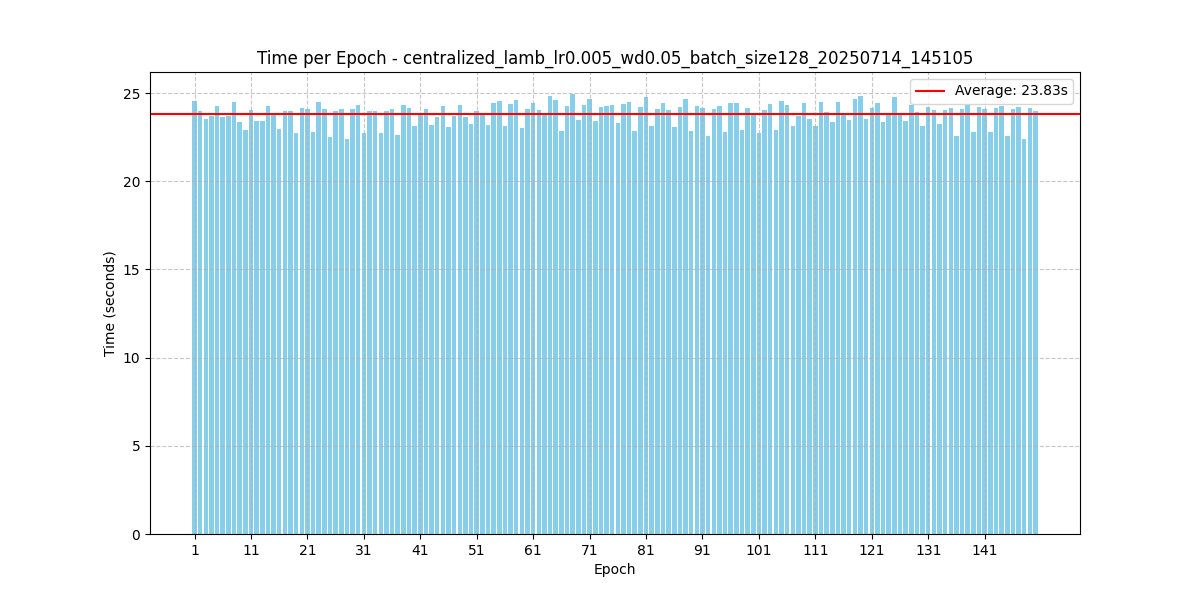 Time per Epoch - centralized_lamb_lr0.005_wd0.05_batch_size128_20250714_145105
Average: 23.83s
25
20
15
10
5
0
Time (seconds)
1 11 21 31 41 51 61 71 81 91 101 111 121 131 141
Epoch